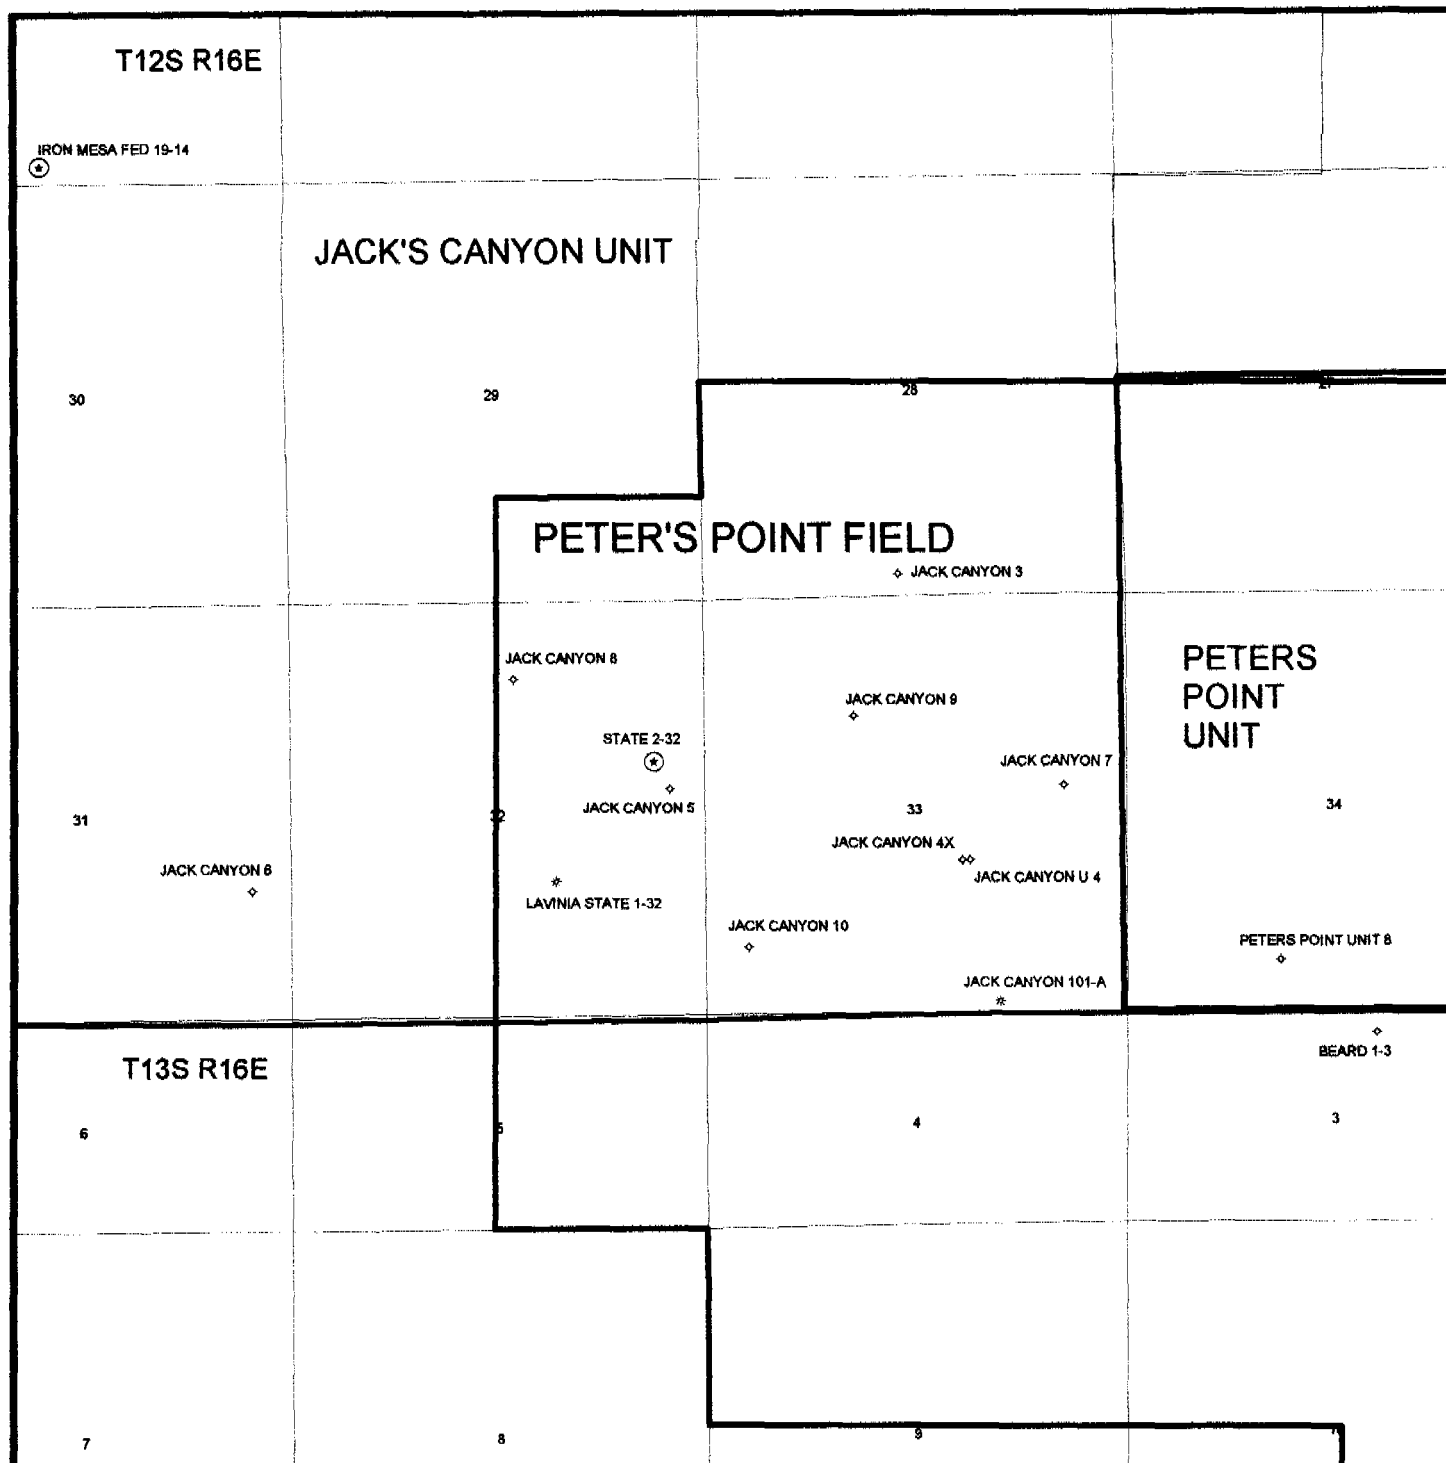 T12S R16E
IRON MESA FED 19-14
JACK'S CANYON UNIT
30
29
28
27
PETER'S POINT FIELD
JACK CANYON 3
JACK CANYON 8
PETERS
POINT
UNIT
JACK CANYON 9
STATE 2-32
JACK CANYON 7
JACK CANYON 5
31
32
33
34
JACK CANYON 4X
JACK CANYON 6
JACK CANYON U 4
LAVINIA STATE 1-32
JACK CANYON 10
PETERS POINT UNIT 8
JACK CANYON 101-A
BEARD 1-3
T13S R16E
6
5
4
3
7
8
9